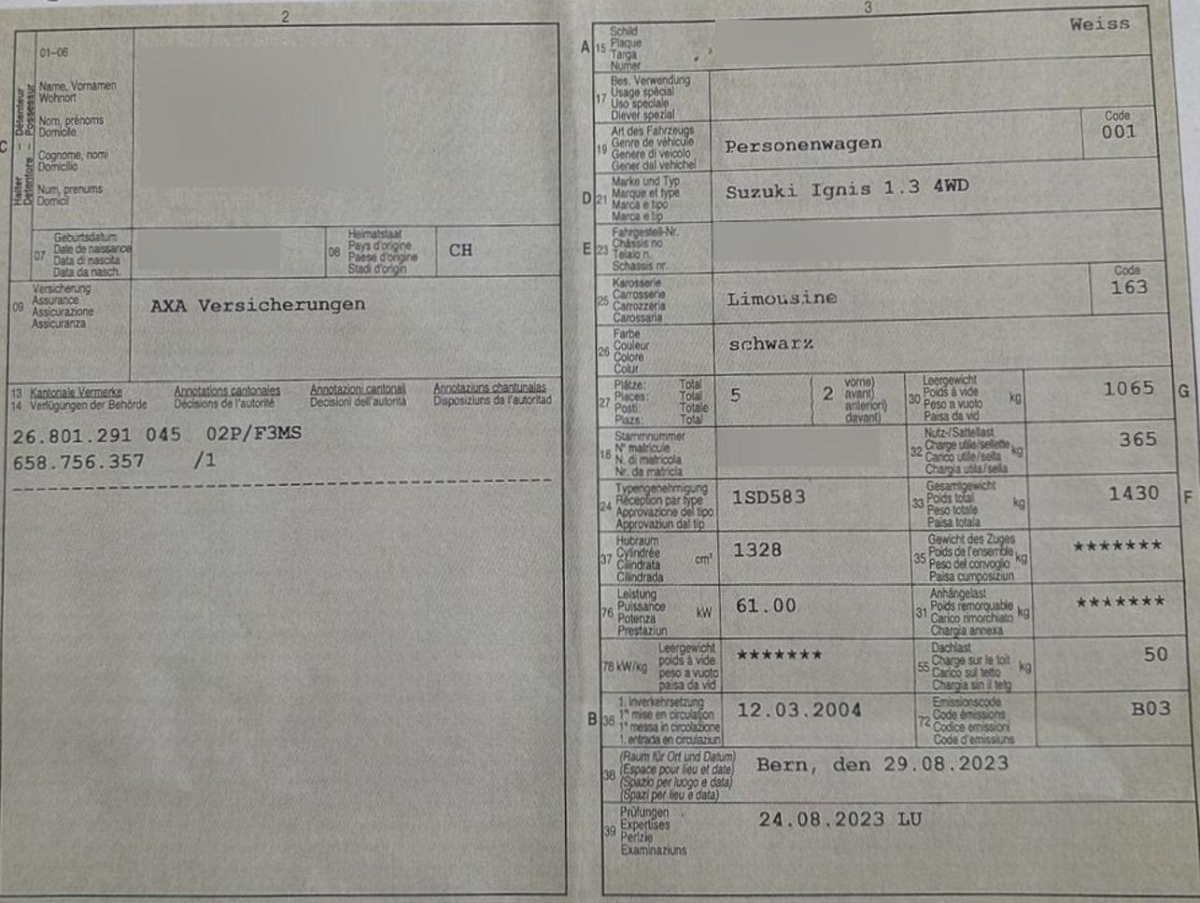 2
01-06
Halter – Détenteur
Detentore – Possessur
C
Name, Vornamen
Wohnort
Nom, prénoms
Domicile
Cognome, nomi
Domicilio
Num, prenums
Domicil
07
Geburtsdatum
Date de naissance
Data di nascita
Data da nasch.
08
Heimatstaat
Pays d'origine
Paese d'origine
Stadi d'origin
CH
09
Versicherung
Assurance
Assicurazione
Assicuranza
AXA Versicherungen
13 Kantonale Vermerke Annotations cantonales Annotazioni cantonali Annotaziuns chantunalas
14 Verfügungen der Behörde Décisions de l'autorité Decisioni dell'autorità Disposiziuns da l'autoritad
26.801.291 045 02P/F3MS
658.756.357 /1
3
A 15
Schild
Plaque
Targa
Numer
Weiss
17
Bes. Verwendung
Usage spécial
Uso speciale
Diever spezial
19
Art des Fahrzeugs
Genre de véhicule
Genere di veicolo
Gener dal vehichel
Personenwagen
Code
001
D 21
Marke und Typ
Marque et type
Marca e tipo
Marca e tip
Suzuki Ignis 1.3 4WD
E 23
Fahrgestell-Nr.
Châssis no
Telaio n.
Schassis nr.
25
Karosserie
Carrosserie
Carrozzeria
Carossaria
Limousine
Code
163
26
Farbe
Couleur
Colore
Colur
schwarz
27
Plätze: Total
Places: Total
Posti: Totale
Plazs: Total
5
( 2
vorne)
avant)
anteriori)
davant)
30
Leergewicht
Poids à vide
Peso a vuoto
Paisa da vid
kg
1065
G
18
Stammnummer
N° matricule
N. di matricola
Nr. da matricla
32
Nutz-/Sattellast
Charge utile/sellette
Carico utile/sella
Chargia utila/sella
kg
365
24
Typengenehmigung
Réception par type
Approvazione del tipo
Approvaziun dal tip
1SD583
33
Gesamtgewicht
Poids total
Peso totale
Paisa totala
kg
1430
F
37
Hubraum
Cylindrée
Cilindrata
Cilindrada
cm³
1328
35
Gewicht des Zuges
Poids de l'ensemble
Peso del convoglio
Paisa cumposiziun
kg
*******
76
Leistung
Puissance
Potenza
Prestaziun
kW
61.00
31
Anhängelast
Poids remorquable
Carico rimorchiato
Chargia annexa
kg
*******
78 kW/kg
Leergewicht
poids à vide
peso a vuoto
paisa da vid
*******
55
Dachlast
Charge sur le toit
Carico sul tetto
Chargia sin il tetg
kg
50
B 36
1. Inverkehrsetzung
1re mise en circulation
1a messa in circolazione
1. entrada en circulaziun
12.03.2004
72
Emissionscode
Code émissions
Codice emissioni
Code d'emissiuns
B03
38
(Raum für Ort und Datum)
(Espace pour lieu et date)
(Spazio per luogo e data)
(Spazi per lieu e data)
Bern, den 29.08.2023
39
Prüfungen
Expertises
Perizie
Examinaziuns
24.08.2023 LU